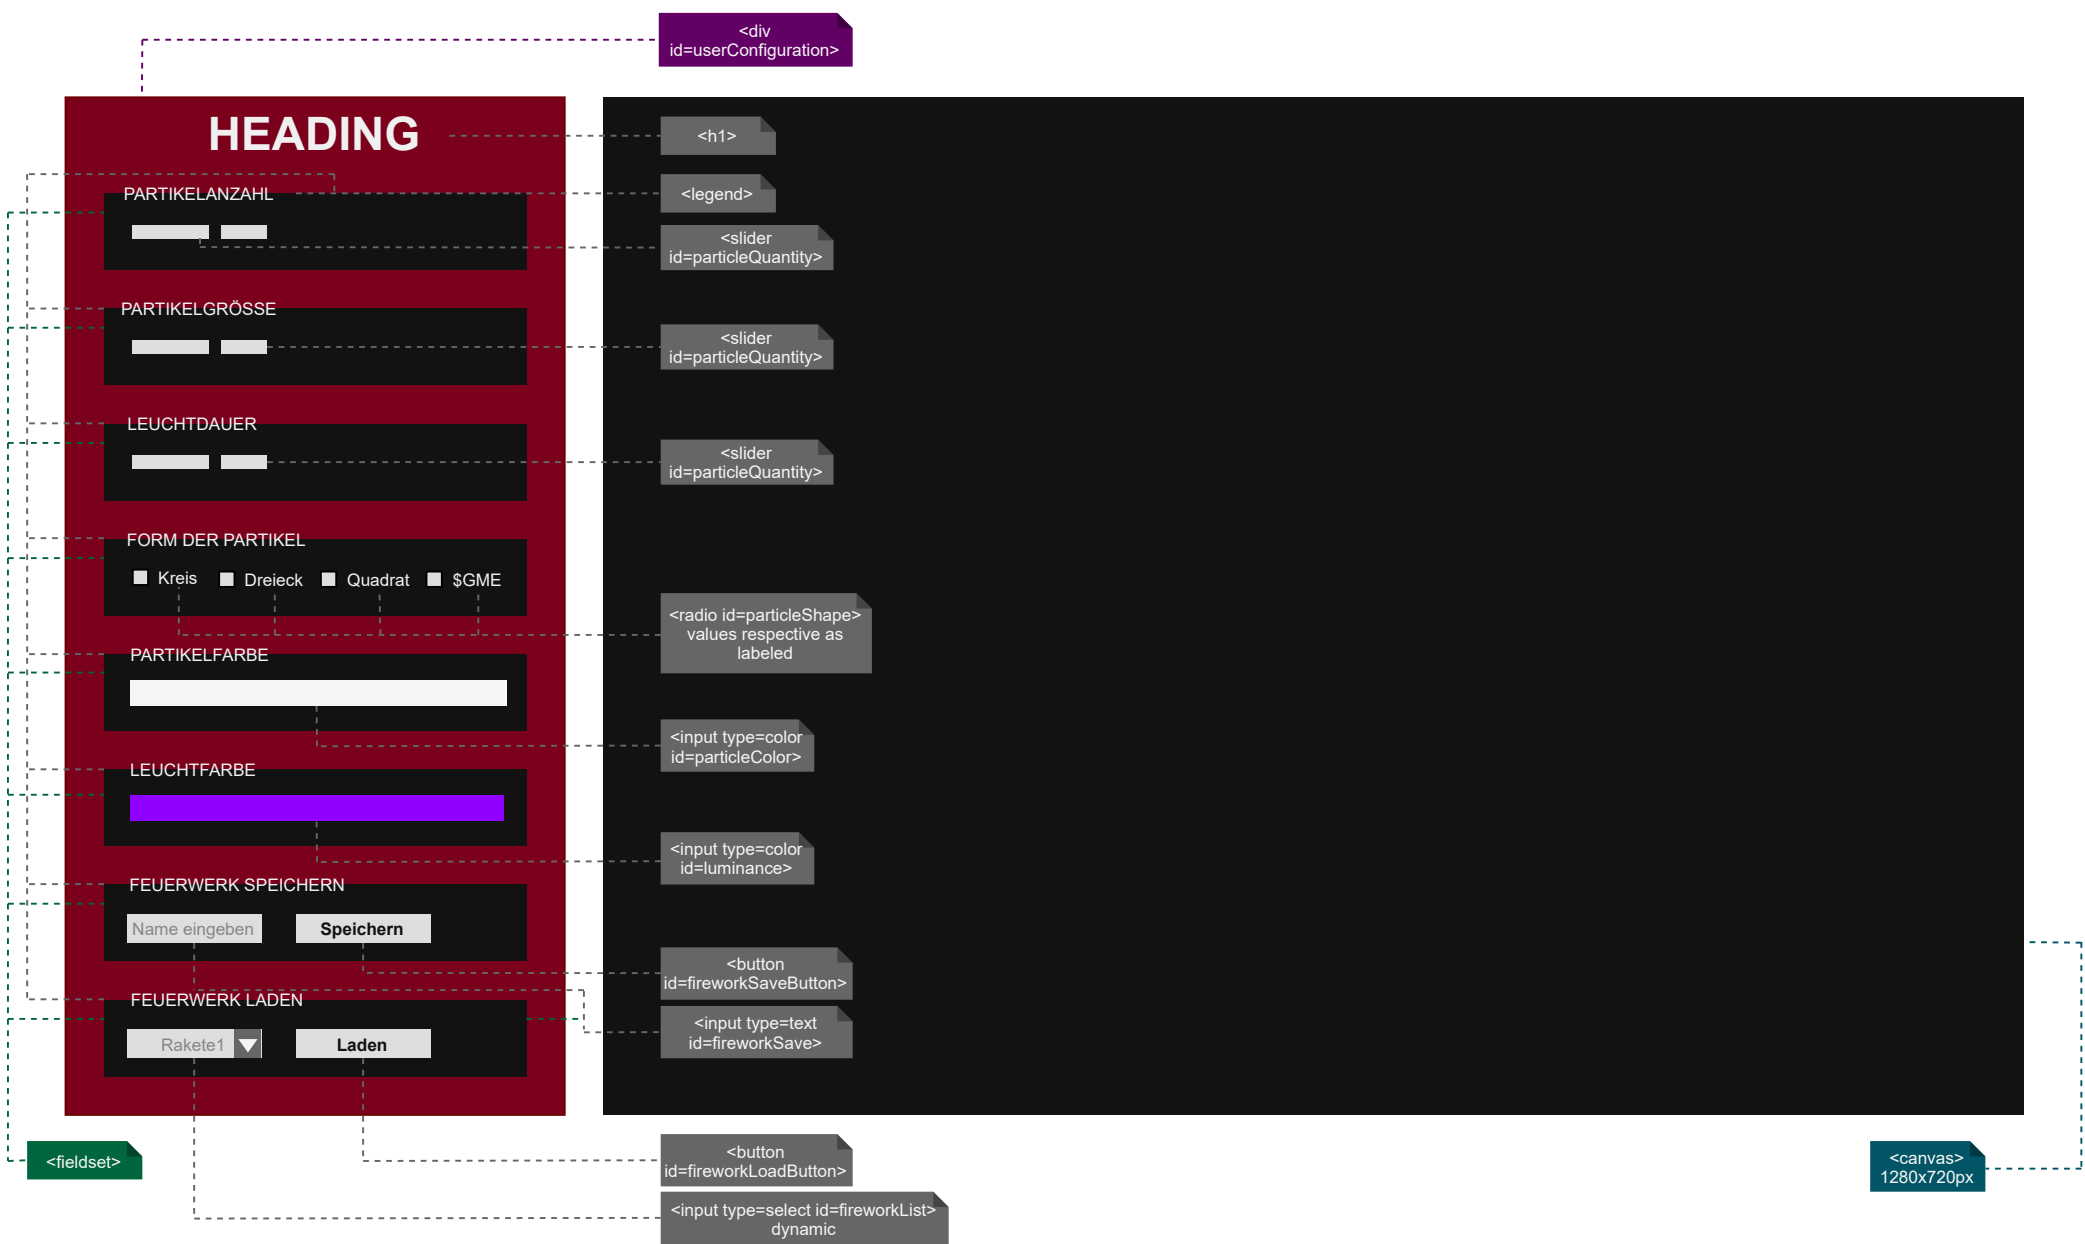 <div
id=userConfiguration>
HEADING
<h1>
PARTIKELANZAHL
<legend>
<slider
id=particleQuantity>
PARTIKELGRÖSSE
<slider
id=particleQuantity>
LEUCHTDAUER
<slider
id=particleQuantity>
FORM DER PARTIKEL
Kreis
Dreieck
Quadrat
$GME
<radio id=particleShape>
values respective as
labeled
PARTIKELFARBE
<input type=color
id=particleColor>
LEUCHTFARBE
<input type=color
id=luminance>
FEUERWERK SPEICHERN
Name eingeben
Speichern
<button
id=fireworkSaveButton>
FEUERWERK LADEN
<input type=text
id=fireworkSave>
Rakete1
Laden
<fieldset>
<button
id=fireworkLoadButton>
<canvas>
1280x720px
<input type=select id=fireworkList>
dynamic